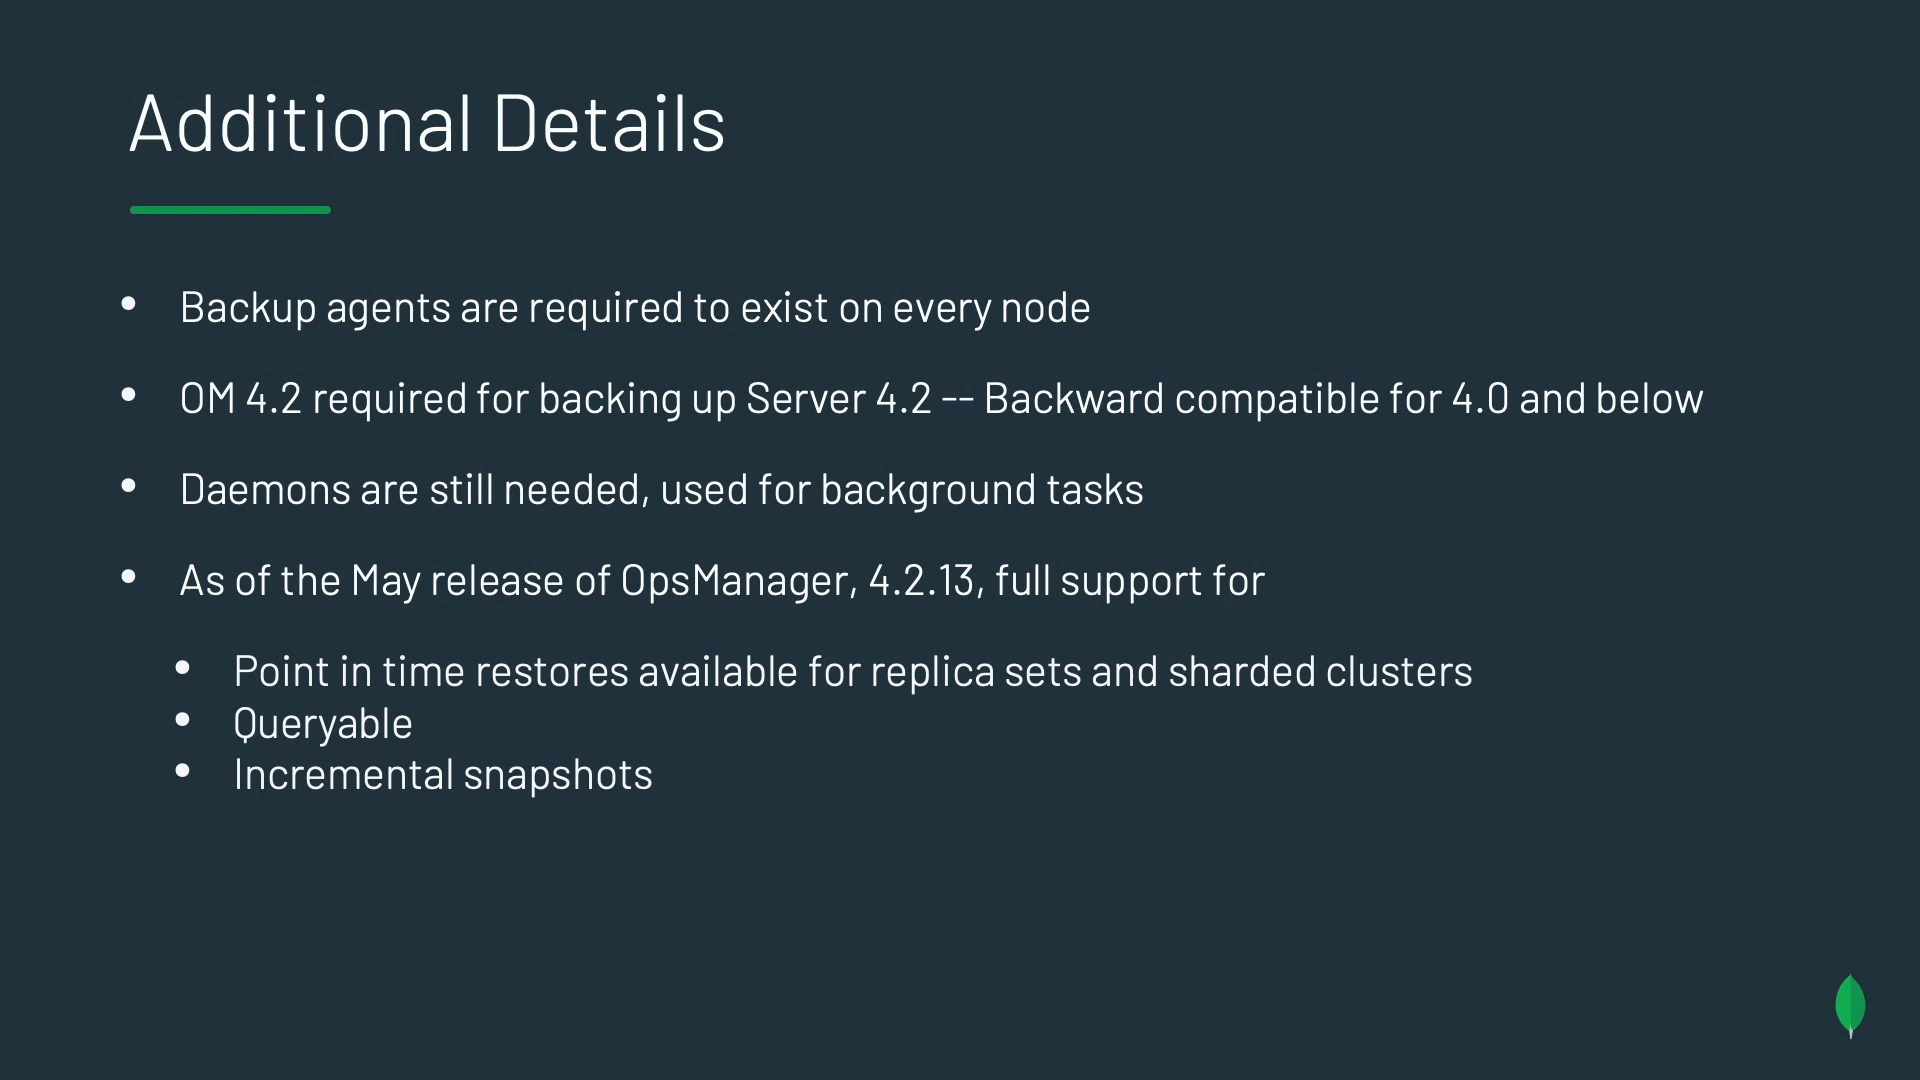 Additional Details
• Backup agents are required to exist on every node
• OM 4.2 required for backing up Server 4.2 -- Backward compatible for 4.0 and below
• Daemons are still needed, used for background tasks
• As of the May release of OpsManager, 4.2.13, full support for
• Point in time restores available for replica sets and sharded clusters
• Queryable
• Incremental snapshots